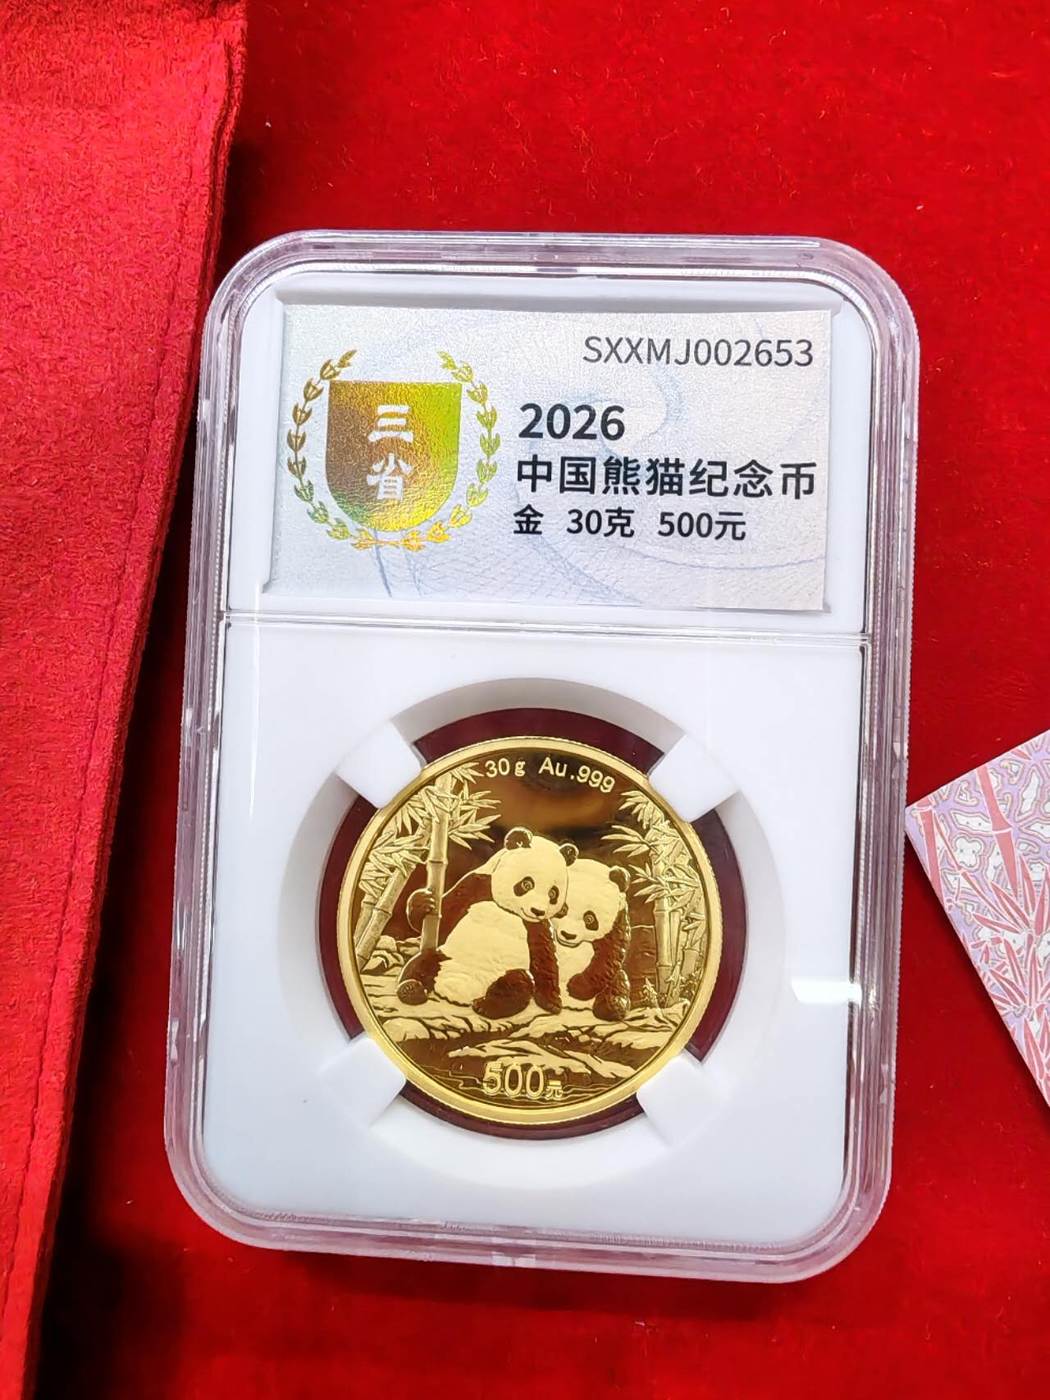 SXXMJ002653
三
省
2026
中国熊猫纪念币
金 30克 500元
30g Au.999
500元